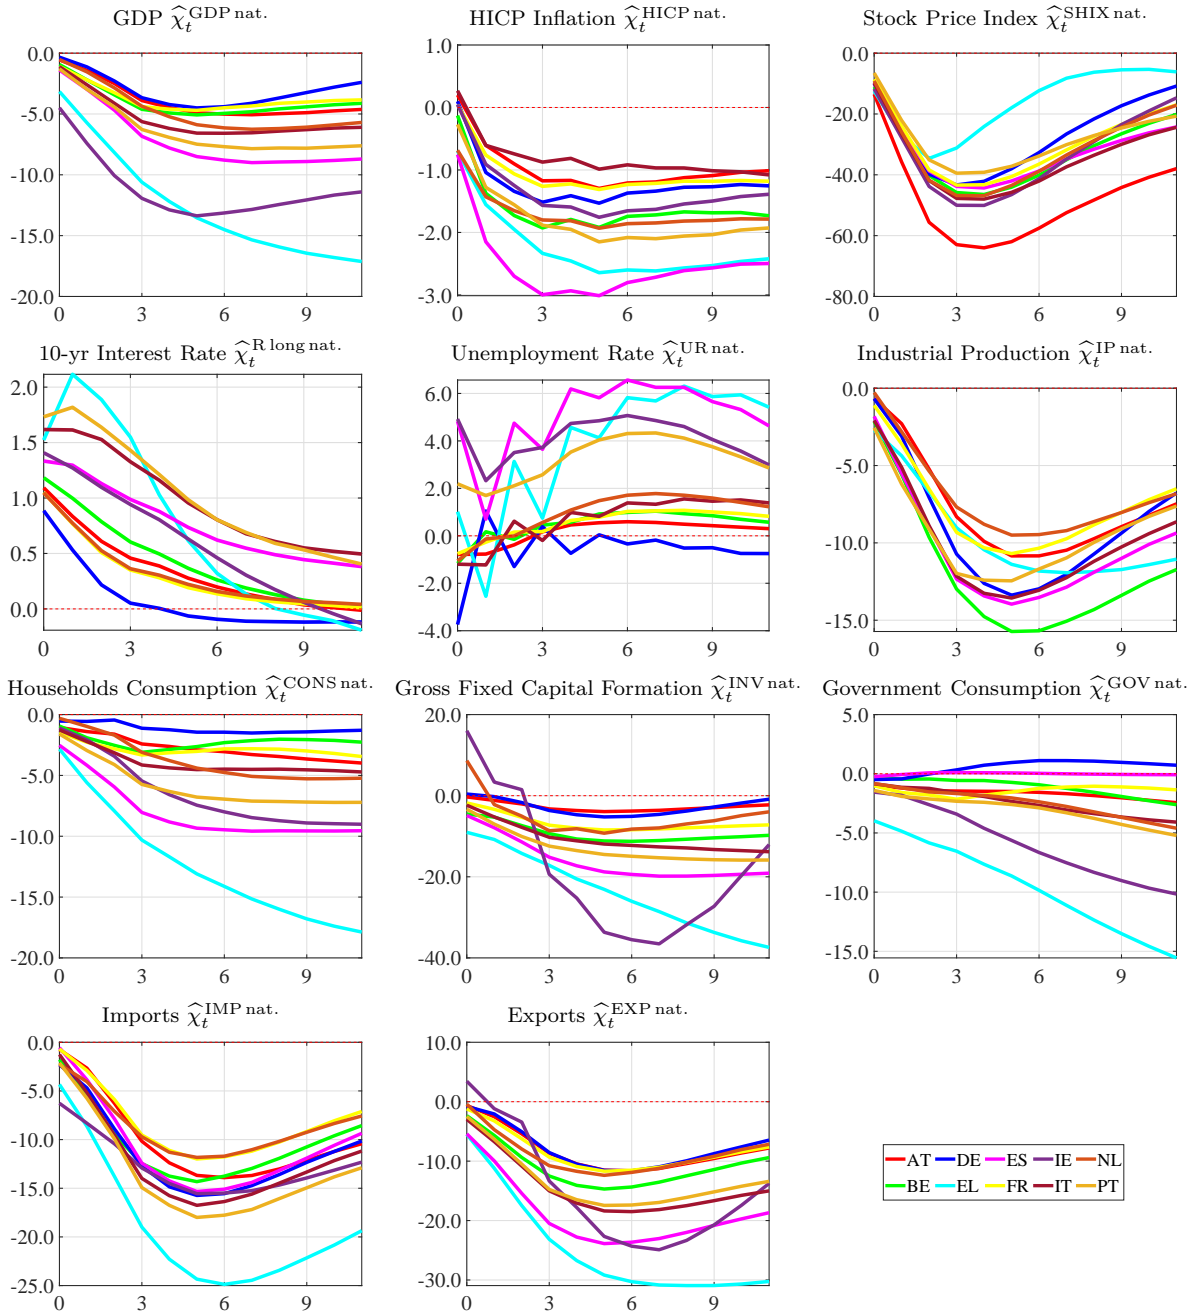 GDP χ̂_t^{GDP nat.}
HICP Inflation χ̂_t^{HICP nat.}
Stock Price Index χ̂_t^{SHIX nat.}
0.0
-5.0
-10.0
-15.0
-20.0
0 3 6 9
1.0
0.0
-1.0
-2.0
-3.0
0 3 6 9
0.0
-20.0
-40.0
-60.0
-80.0
0 3 6 9
10-yr Interest Rate χ̂_t^{R long nat.}
Unemployment Rate χ̂_t^{UR nat.}
Industrial Production χ̂_t^{IP nat.}
2.0
1.5
1.0
0.5
0.0
0 3 6 9
6.0
4.0
2.0
0.0
-2.0
-4.0
0 3 6 9
0.0
-5.0
-10.0
-15.0
0 3 6 9
Households Consumption χ̂_t^{CONS nat.}
Gross Fixed Capital Formation χ̂_t^{INV nat.}
Government Consumption χ̂_t^{GOV nat.}
0.0
-5.0
-10.0
-15.0
-20.0
0 3 6 9
20.0
0.0
-20.0
-40.0
0 3 6 9
5.0
0.0
-5.0
-10.0
-15.0
0 3 6 9
Imports χ̂_t^{IMP nat.}
Exports χ̂_t^{EXP nat.}
0.0
-5.0
-10.0
-15.0
-20.0
-25.0
0 3 6 9
10.0
0.0
-10.0
-20.0
-30.0
0 3 6 9
AT DE ES IE NL
BE EL FR IT PT